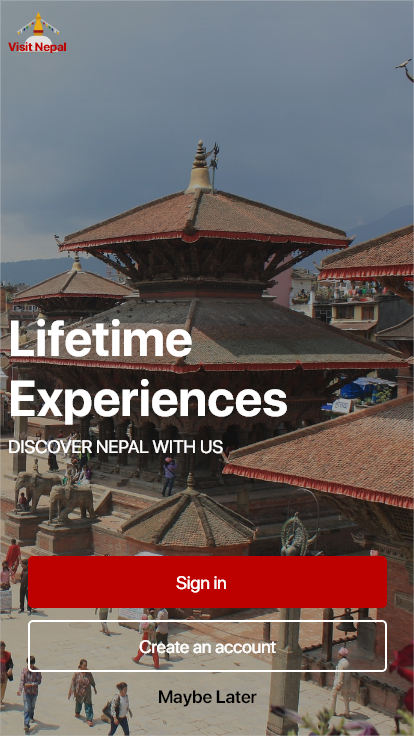 Visit Nepal
Lifetime
Experiences
DISCOVER NEPAL WITH US
Sign in
Create an account
Maybe Later